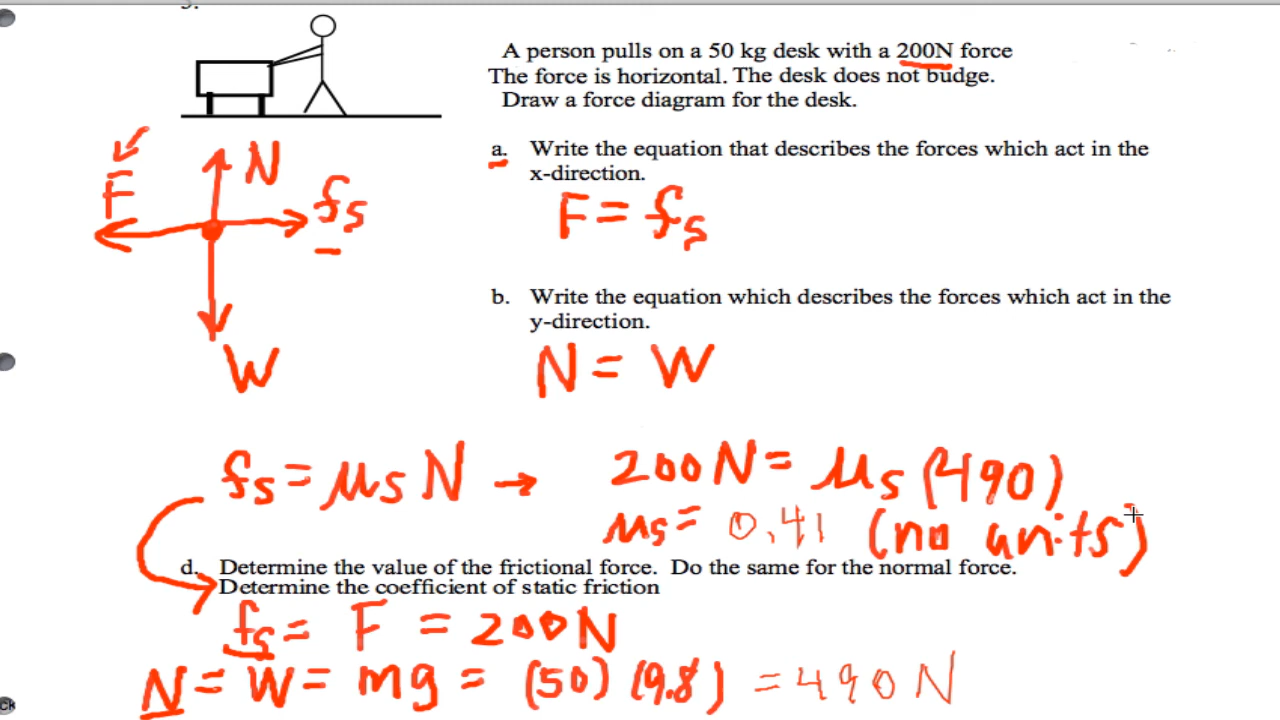 A person pulls on a 50 kg desk with a 200N force
The force is horizontal. The desk does not budge.
Draw a force diagram for the desk.
F
N
fs
W
a. Write the equation that describes the forces which act in the
x-direction.
F = fs
b. Write the equation which describes the forces which act in the
y-direction.
N = W
fs = μs N → 200N = μs (490)
μs = 0.41 (no units)
d. Determine the value of the frictional force. Do the same for the normal force.
Determine the coefficient of static friction
fs = F = 200N
N = W = mg = (50) (9.8) = 490 N